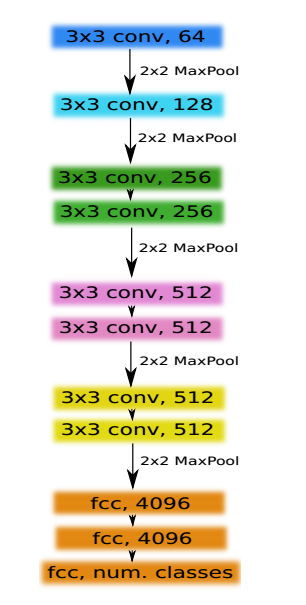 3x3 conv, 64
2x2 MaxPool
3x3 conv, 128
2x2 MaxPool
3x3 conv, 256
3x3 conv, 256
2x2 MaxPool
3x3 conv, 512
3x3 conv, 512
2x2 MaxPool
3x3 conv, 512
3x3 conv, 512
2x2 MaxPool
fcc, 4096
fcc, 4096
fcc, num. classes